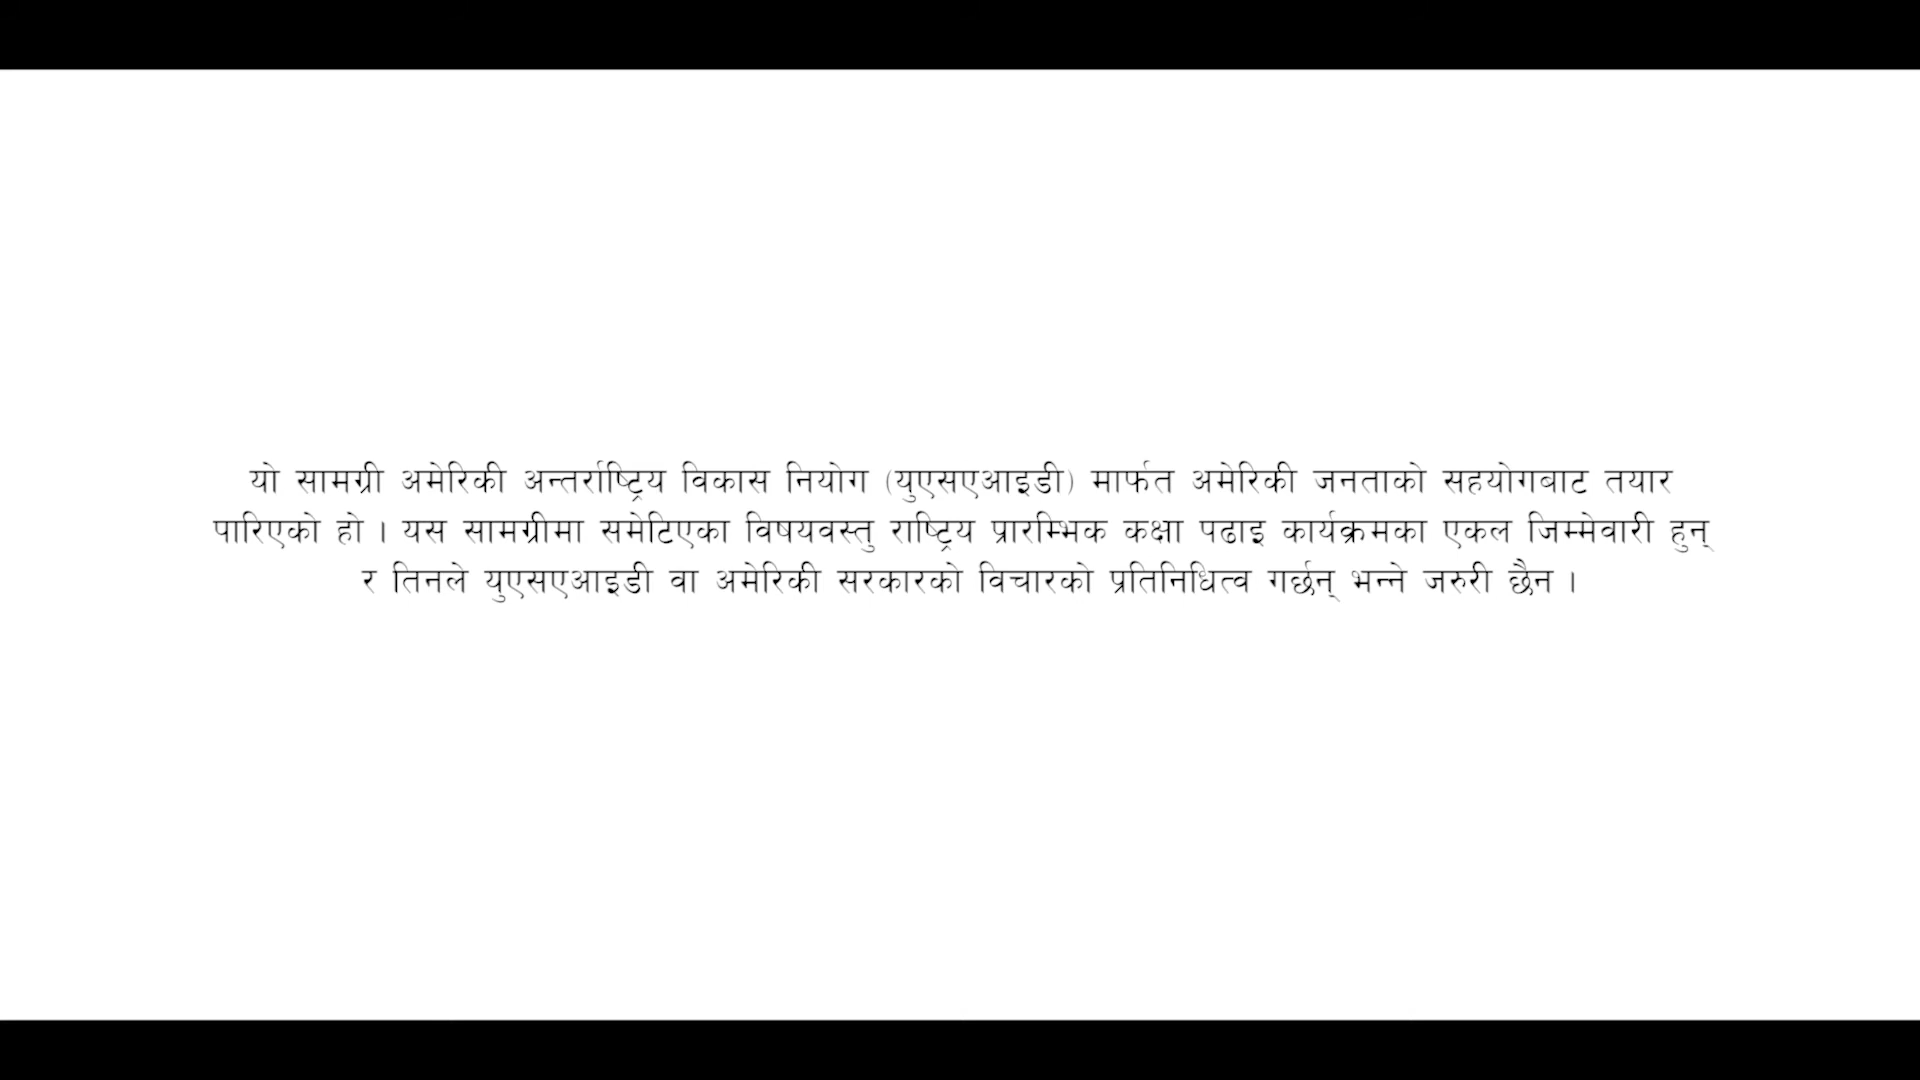 यो सामग्री अमेरिकी अन्तर्राष्ट्रिय विकास नियोग (युएसएआइडी) मार्फत अमेरिकी जनताको सहयोगबाट तयार
पारिएको हो । यस सामग्रीमा समेटिएका विषयवस्तु राष्ट्रिय प्रारम्भिक कक्षा पढाइ कार्यक्रमका एकल जिम्मेवारी हुन्
र तिनले युएसएआइडी वा अमेरिकी सरकारको विचारको प्रतिनिधित्व गर्छन् भन्ने जरुरी छैन ।